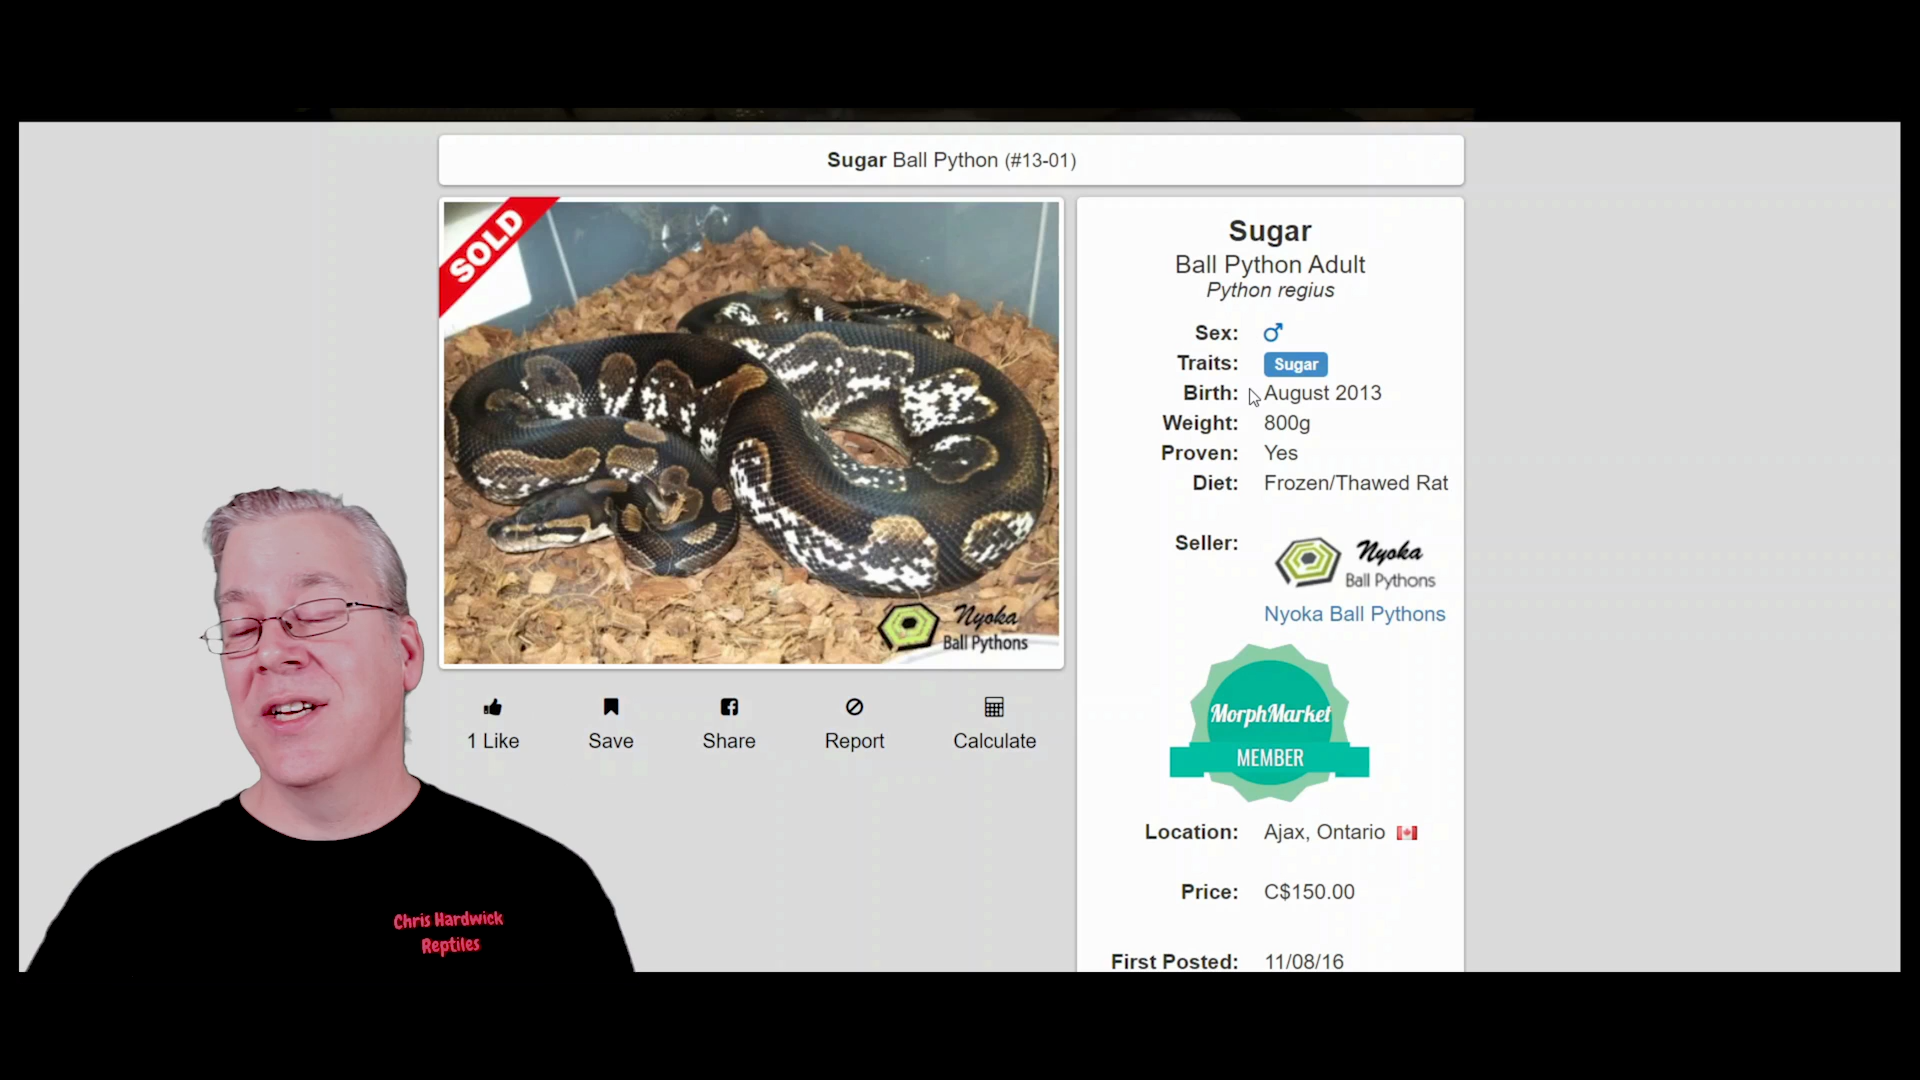 Sugar Ball Python (#13-01)
SOLD
Nyoka
Ball Pythons
1 Like
Save
Share
Report
Calculate
Sugar
Ball Python Adult
Python regius
Sex: ♂
Traits: Sugar
Birth: August 2013
Weight: 800g
Proven: Yes
Diet: Frozen/Thawed Rat
Seller:
Nyoka
Ball Pythons
Nyoka Ball Pythons
MorphMarket
MEMBER
Location: Ajax, Ontario
Price: C$150.00
First Posted: 11/08/16
Chris Hardwick
Reptiles